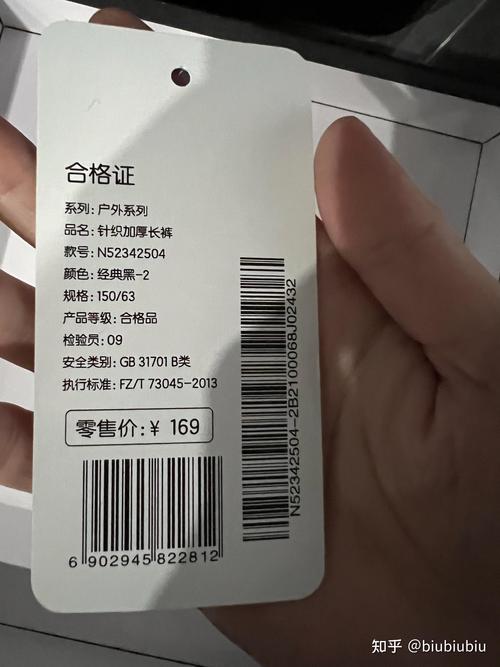 合格证
系列: 户外系列
品名: 针织加厚长裤
款号: N52342504
颜色: 经典黑-2
规格: 150/63
产品等级: 合格品
检验员: 09
安全类别: GB 31701 B类
执行标准: FZ/T 73045-2013
零售价: ¥ 169
6 902945 822812
N52342504-2B2100068J02432
知乎 @biubiubiu